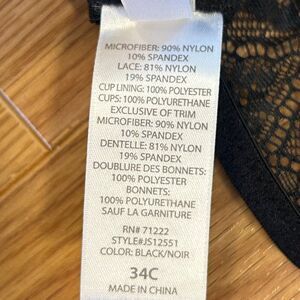 MICROFIBER: 90% NYLON
10% SPANDEX
LACE: 81% NYLON
19% SPANDEX
CUP LINING: 100% POLYESTER
CUPS: 100% POLYURETHANE
EXCLUSIVE OF TRIM
MICROFIBER: 90% NYLON
10% SPANDEX
DENTELLE: 81% NYLON
19% SPANDEX
DOUBLURE DES BONNETS:
100% POLYESTER
BONNETS:
100% POLYURETHANE
SAUF LA GARNITURE
RN# 71222
STYLE#JS12551
COLOR: BLACK/NOIR
34C
MADE IN CHINA